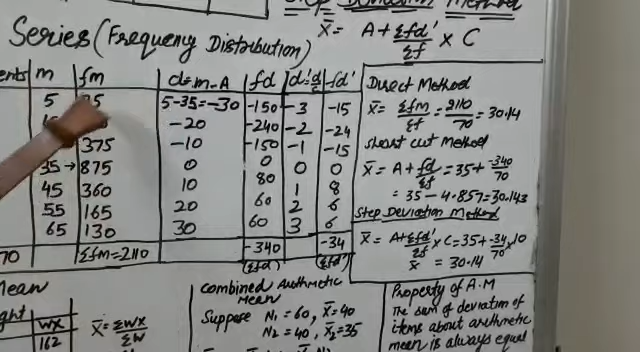 Step Deviation Method
Series (Frequency Distribution)
x̄ = A + Σfd'/Σf × C
m fm d=m-A fd d'=d/c fd'
5 5-35=-30 -150 -3 -15
-20 -240 -2 -24
375 -10 -150 -1 -15
35 → 875 0 0 0 0
45 360 10 80 1 8
55 165 20 60 2 6
65 130 30 60 3 6
70 Σfm=2110 -340 -34
(Σfd) (Σfd')
Direct Method
x̄ = Σfm/Σf = 2110/70 = 30.14
short cut Method
x̄ = A + fd/Σf = 35 + -340/70
= 35 - 4.857 = 30.143
Step Deviation Method
x̄ = A + Σfd'/Σf × C = 35 + -34/70 × 10
x̄ = 30.14
Mean
WX
162
x̄ = ΣWX/ΣW
Combined Arithmetic
Mean
Suppose N₁ = 60, x̄ = 40
N₂ = 40, x̄₂ = 35
Property of A.M
The sum of deviation of
items about arithmetic
mean is always equal